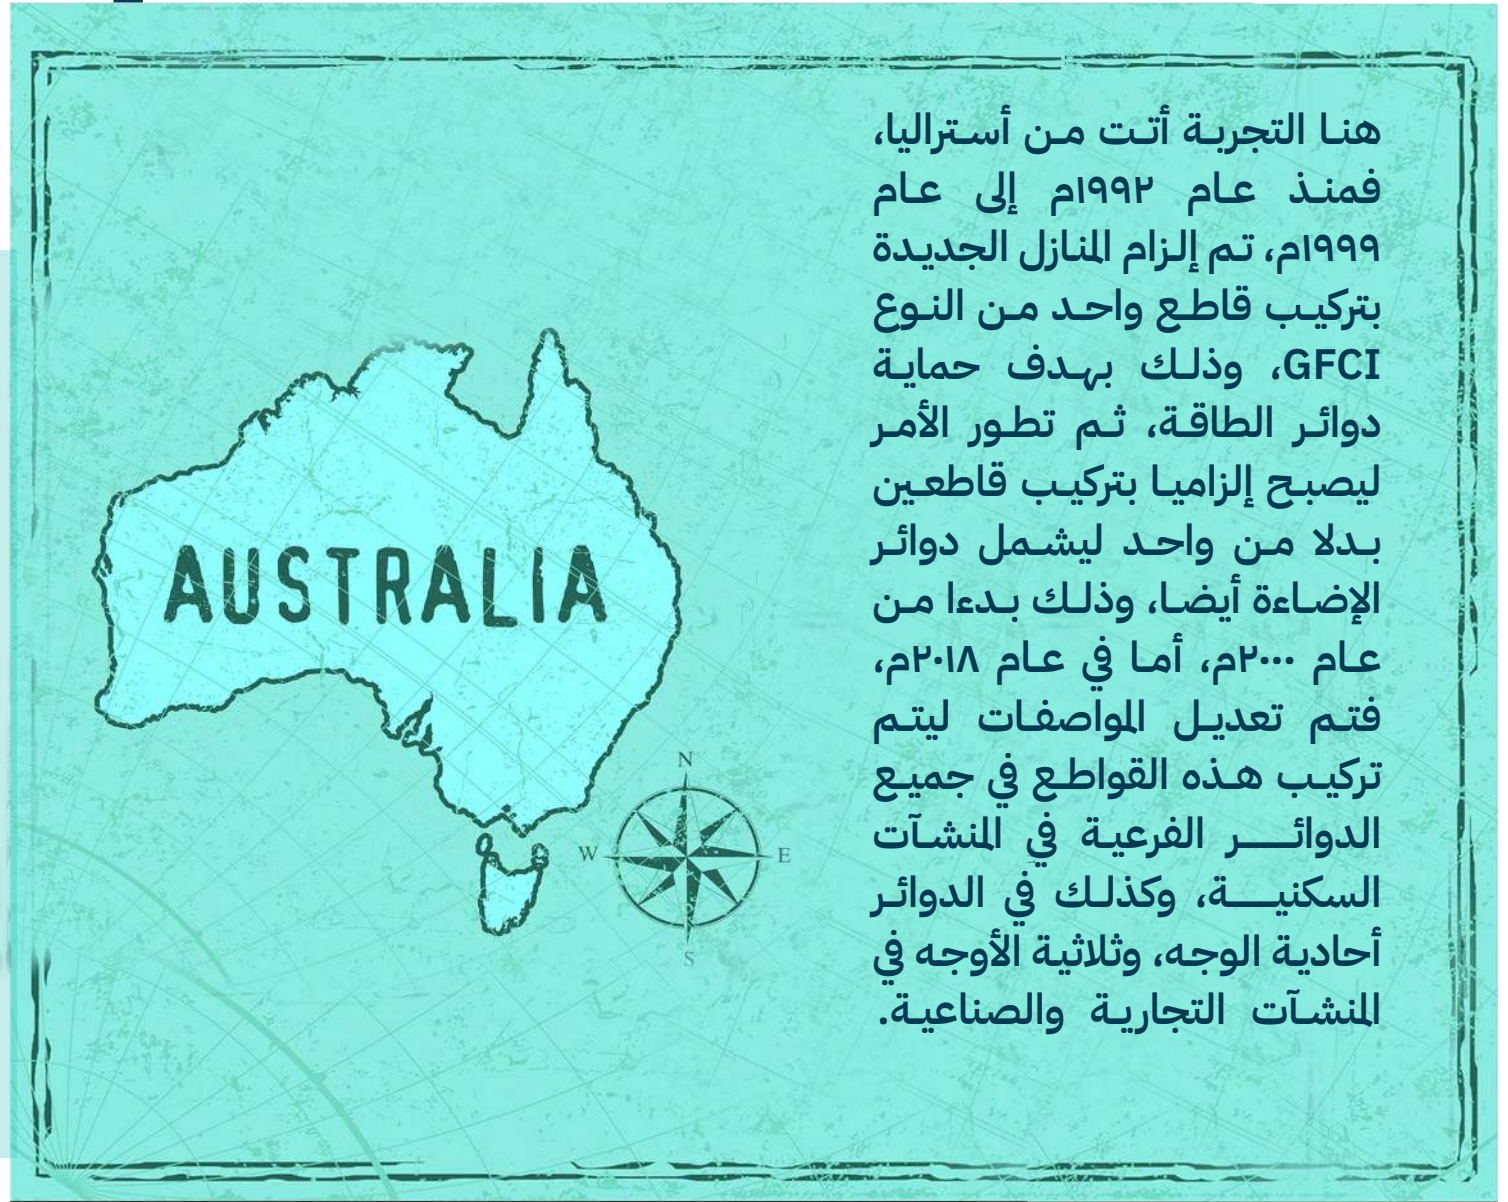 هنا التجربة أتت من أستراليا،
فمنذ عام ١٩٩٢م إلى عام
١٩٩٩م، تم إلزام المنازل الجديدة
بتركيب قاطع واحد من النوع
GFCI، وذلك بهدف حماية
دوائر الطاقة، ثم تطور الأمر
ليصبح إلزاميا بتركيب قاطعين
بدلا من واحد ليشمل دوائر
الإضاءة أيضا، وذلك بدءا من
عام ٢٠٠٠م، أما في عام ٢٠١٨م،
فتم تعديل المواصفات ليتم
تركيب هذه القواطع في جميع
الدوائــــر الفرعية في المنشآت
السكنيــــة، وكذلك في الدوائر
أحادية الوجه، وثلاثية الأوجه في
المنشآت التجارية والصناعية.
AUSTRALIA
N
W E
S